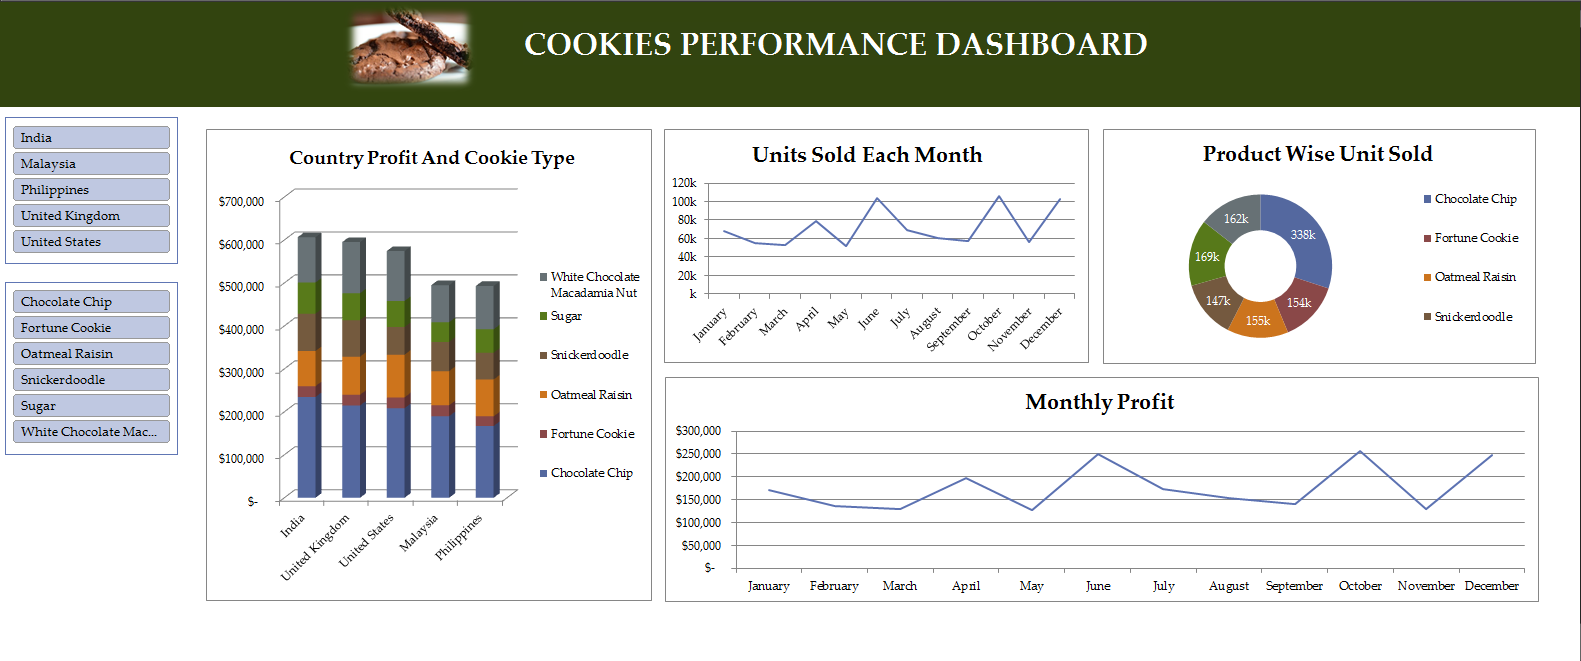 COOKIES PERFORMANCE DASHBOARD
India
Malaysia
Philippines
United Kingdom
United States
Chocolate Chip
Fortune Cookie
Oatmeal Raisin
Snickerdoodle
Sugar
White Chocolate Mac...
Country Profit And Cookie Type
$700,000
$600,000
$500,000
$400,000
$300,000
$200,000
$100,000
$-
India
United Kingdom
United States
Malaysia
Philippines
White Chocolate
Macadamia Nut
Sugar
Snickerdoodle
Oatmeal Raisin
Fortune Cookie
Chocolate Chip
Units Sold Each Month
120k
100k
80k
60k
40k
20k
k
January
February
March
April
May
June
July
August
September
October
November
December
Product Wise Unit Sold
338k
154k
155k
147k
169k
162k
Chocolate Chip
Fortune Cookie
Oatmeal Raisin
Snickerdoodle
Monthly Profit
$300,000
$250,000
$200,000
$150,000
$100,000
$50,000
$-
January
February
March
April
May
June
July
August
September
October
November
December